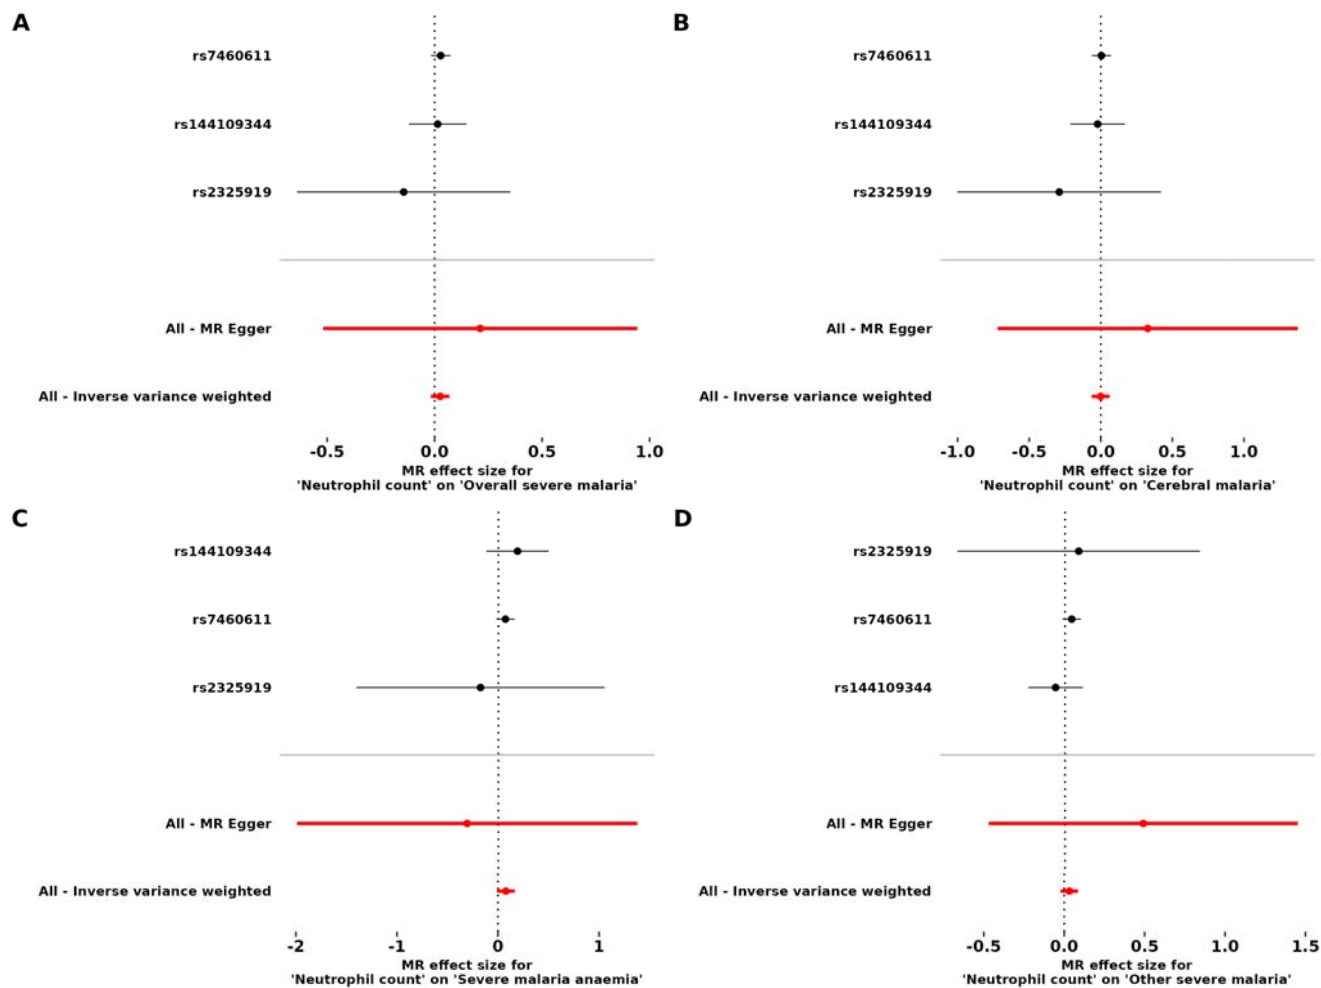 A
rs7460611
rs144109344
rs2325919
All - MR Egger
All - Inverse variance weighted
-0.5 0.0 0.5 1.0
MR effect size for
'Neutrophil count' on 'Overall severe malaria'
B
rs7460611
rs144109344
rs2325919
All - MR Egger
All - Inverse variance weighted
-1.0 -0.5 0.0 0.5 1.0
MR effect size for
'Neutrophil count' on 'Cerebral malaria'
C
rs144109344
rs7460611
rs2325919
All - MR Egger
All - Inverse variance weighted
-2 -1 0 1
MR effect size for
'Neutrophil count' on 'Severe malaria anaemia'
D
rs2325919
rs7460611
rs144109344
All - MR Egger
All - Inverse variance weighted
-0.5 0.0 0.5 1.0 1.5
MR effect size for
'Neutrophil count' on 'Other severe malaria'